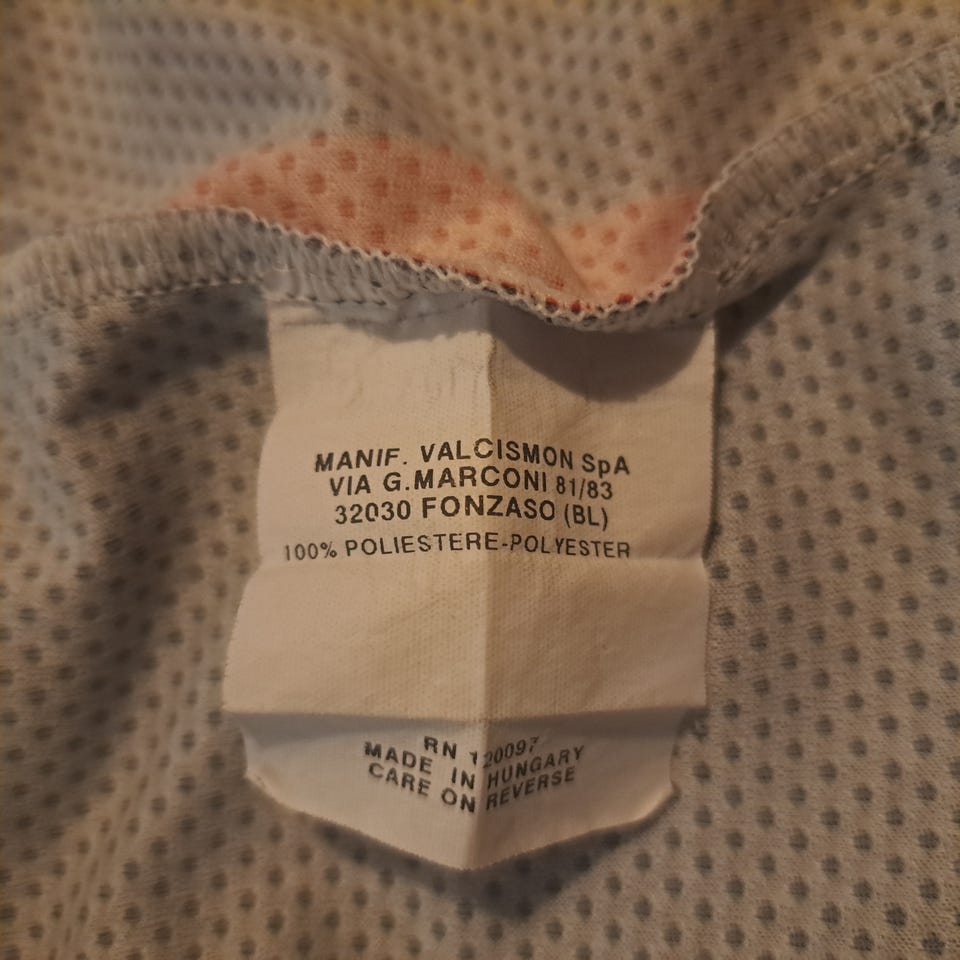 MANIF. VALCISMON SpA
VIA G.MARCONI 81/83
32030 FONZASO (BL)
100% POLIESTERE-POLYESTER
RN 120097
MADE IN HUNGARY
CARE ON REVERSE